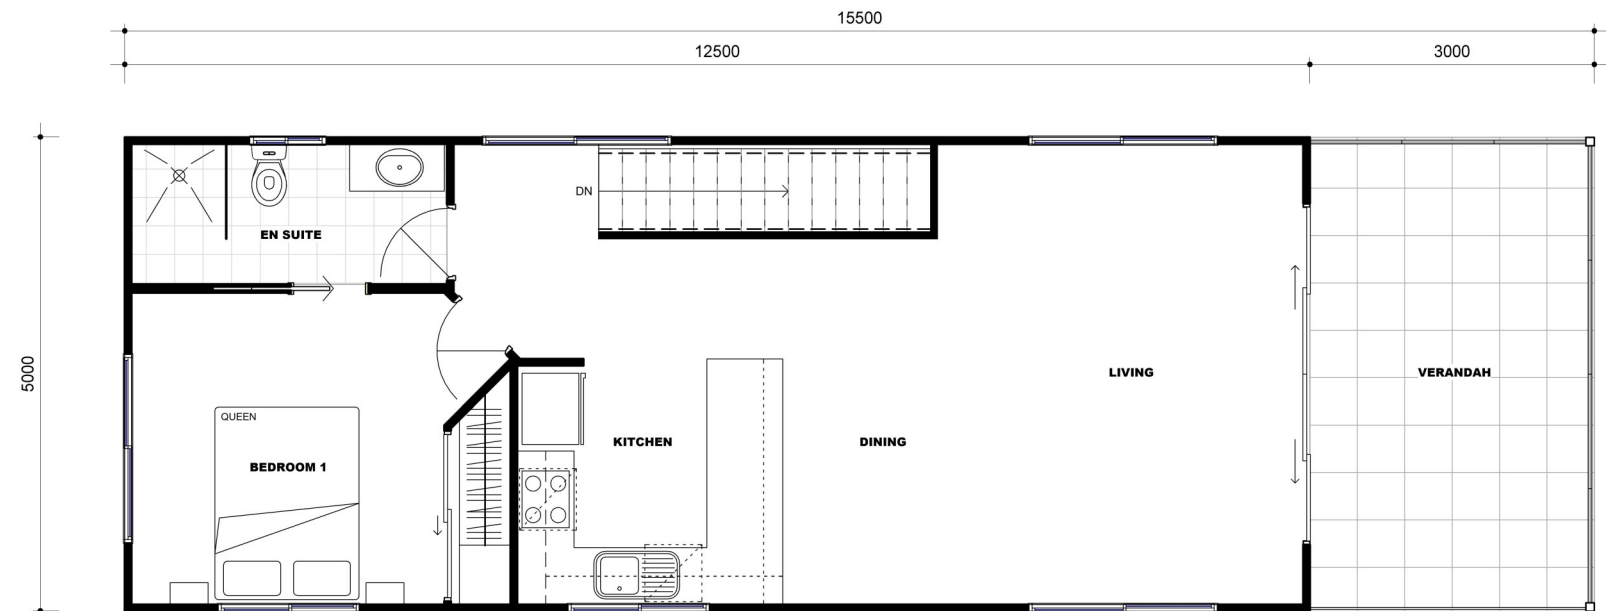 15500
12500
3000
DN
EN SUITE
5000
LIVING
VERANDAH
QUEEN
KITCHEN
DINING
BEDROOM 1